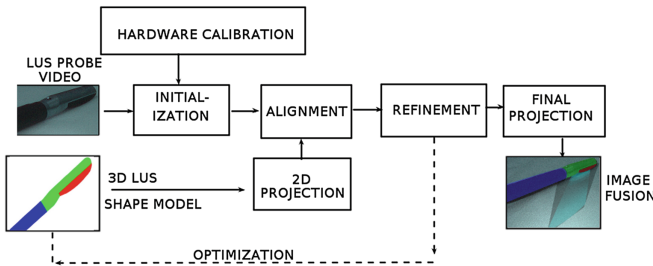 HARDWARE CALIBRATION
LUS PROBE
VIDEO
INITIAL-
IZATION
ALIGNMENT
REFINEMENT
FINAL
PROJECTION
3D LUS
SHAPE MODEL
2D
PROJECTION
IMAGE
FUSION
OPTIMIZATION